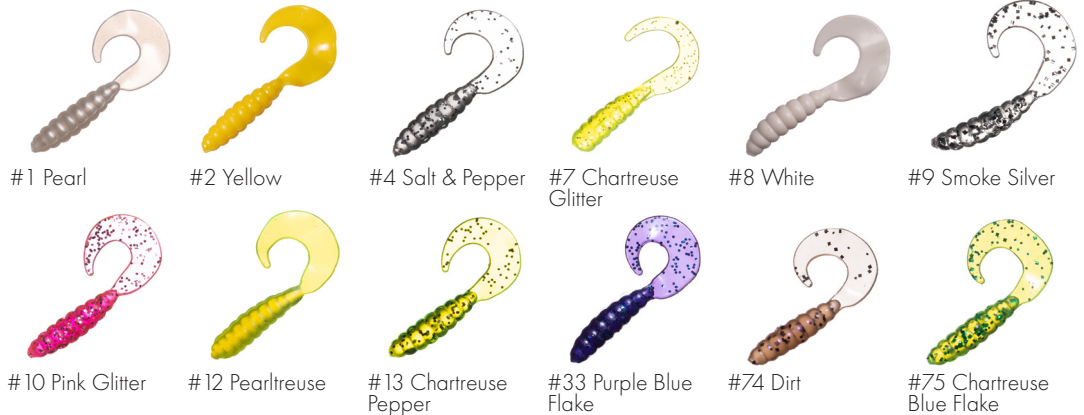 #1 Pearl
#2 Yellow
#4 Salt & Pepper
#7 Chartreuse
Glitter
#8 White
#9 Smoke Silver
#10 Pink Glitter
#12 Pearltreuse
#13 Chartreuse
Pepper
#33 Purple Blue
Flake
#74 Dirt
#75 Chartreuse
Blue Flake